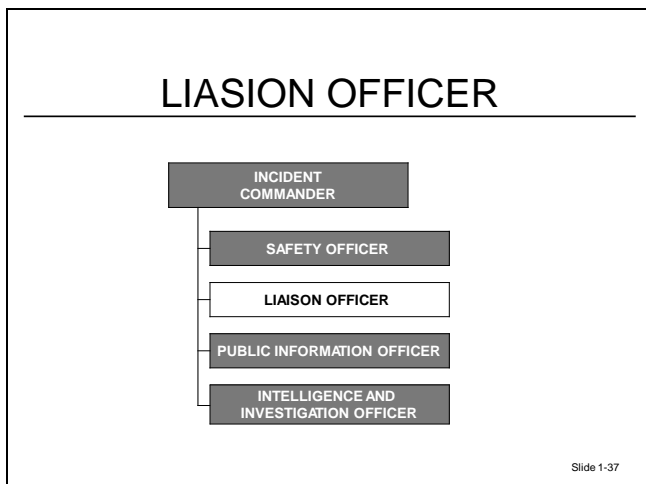 LIASION OFFICER
INCIDENT
COMMANDER
SAFETY OFFICER
LIAISON OFFICER
PUBLIC INFORMATION OFFICER
INTELLIGENCE AND
INVESTIGATION OFFICER
Slide 1-37